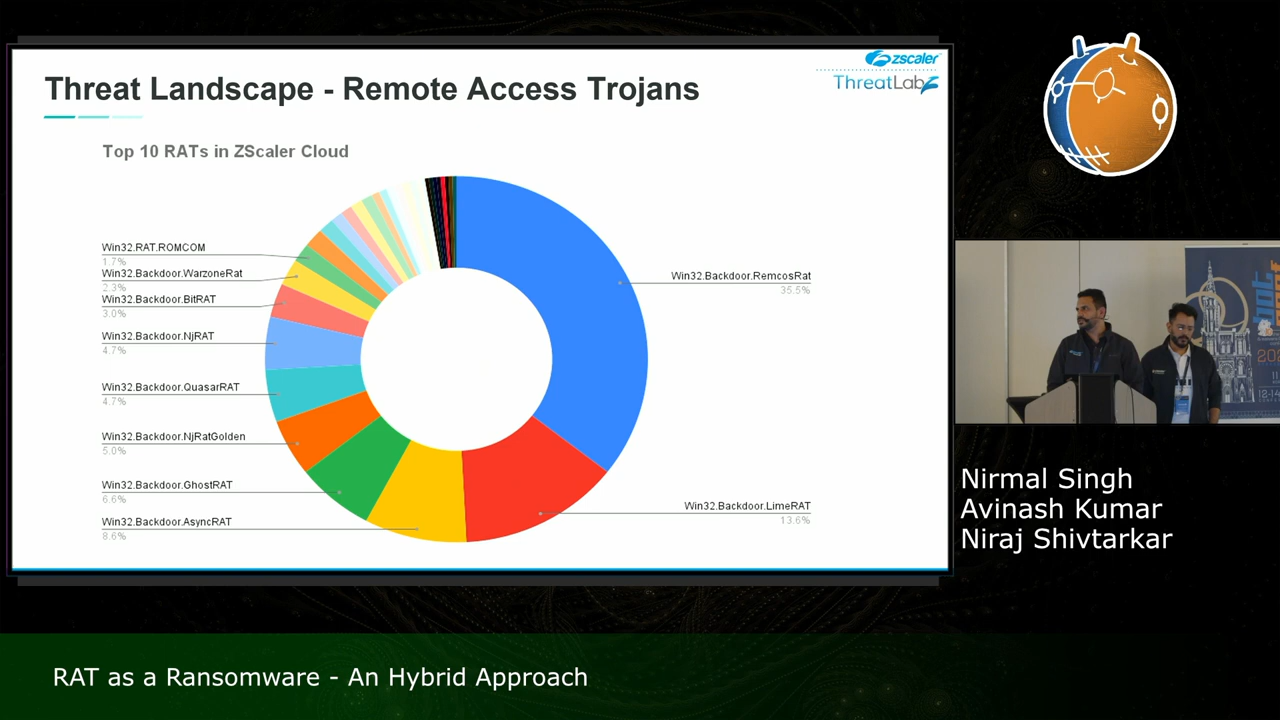 Threat Landscape - Remote Access Trojans
zscaler
ThreatLabZ
Top 10 RATs in ZScaler Cloud
Win32.RAT.ROMCOM
1.7%
Win32.Backdoor.WarzoneRat
2.3%
Win32.Backdoor.BitRAT
3.0%
Win32.Backdoor.NjRAT
4.7%
Win32.Backdoor.QuasarRAT
4.7%
Win32.Backdoor.NjRatGolden
5.0%
Win32.Backdoor.GhostRAT
6.6%
Win32.Backdoor.AsyncRAT
8.6%
Win32.Backdoor.RemcosRat
35.5%
Win32.Backdoor.LimeRAT
13.6%
Nirmal Singh
Avinash Kumar
Niraj Shivtarkar
RAT as a Ransomware - An Hybrid Approach